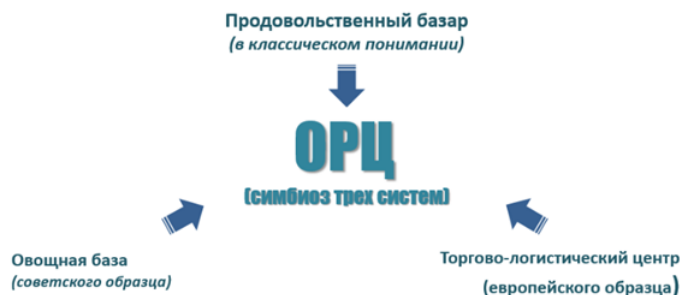 Продовольственный базар
(в классическом понимании)
ОРЦ
(симбиоз трех систем)
Овощная база
(советского образца)
Торгово-логистический центр
(европейского образца)